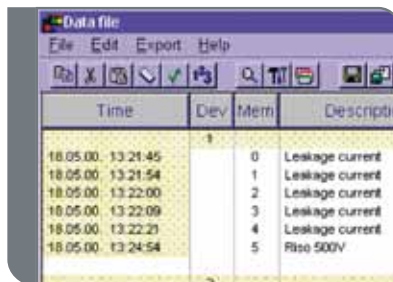 Data file
File Edit Export Help
Time Dev Mem Descripti
1
18.05.00. 13:21:45 0 Leakage current
18.05.00. 13:21:54 1 Leakage current
18.05.00. 13:22:00 2 Leakage current
18.05.00. 13:22:09 3 Leakage current
18.05.00. 13:22:21 4 Leakage current
18.05.00. 13:24:54 5 Riso 500V